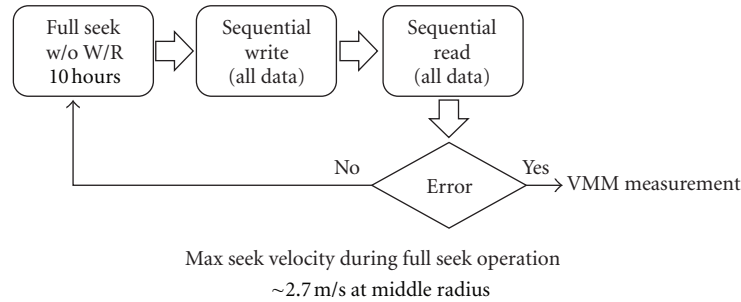 Full seek
w/o W/R
10 hours
Sequential
write
(all data)
Sequential
read
(all data)
No
Error
Yes
VMM measurement
Max seek velocity during full seek operation
~2.7 m/s at middle radius